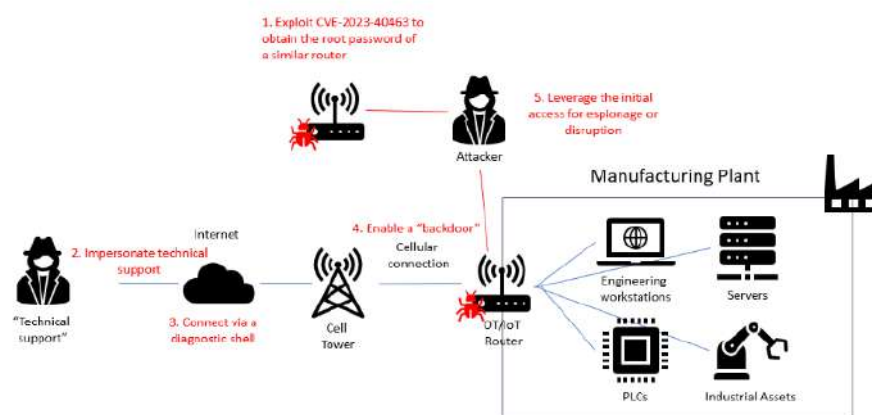 1. Exploit CVE-2023-40463 to
obtain the root password of
a similar router
5. Leverage the initial
access for espionage or
disruption
Attacker
Manufacturing Plant
Internet
2. Impersonate technical
support
4. Enable a "backdoor"
Cellular
connection
"Technical
support"
3. Connect via a
diagnostic shell
Cell
Tower
OT/IoT
Router
Engineering
workstations
Servers
PLCs
Industrial Assets